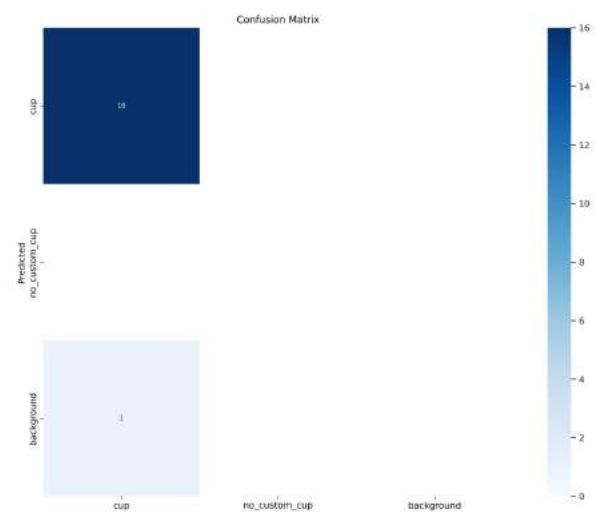 Confusion Matrix
cup
16
Predicted
no_custom_cup
background
1
cup
no_custom_cup
background
16
14
12
10
8
6
4
2
0